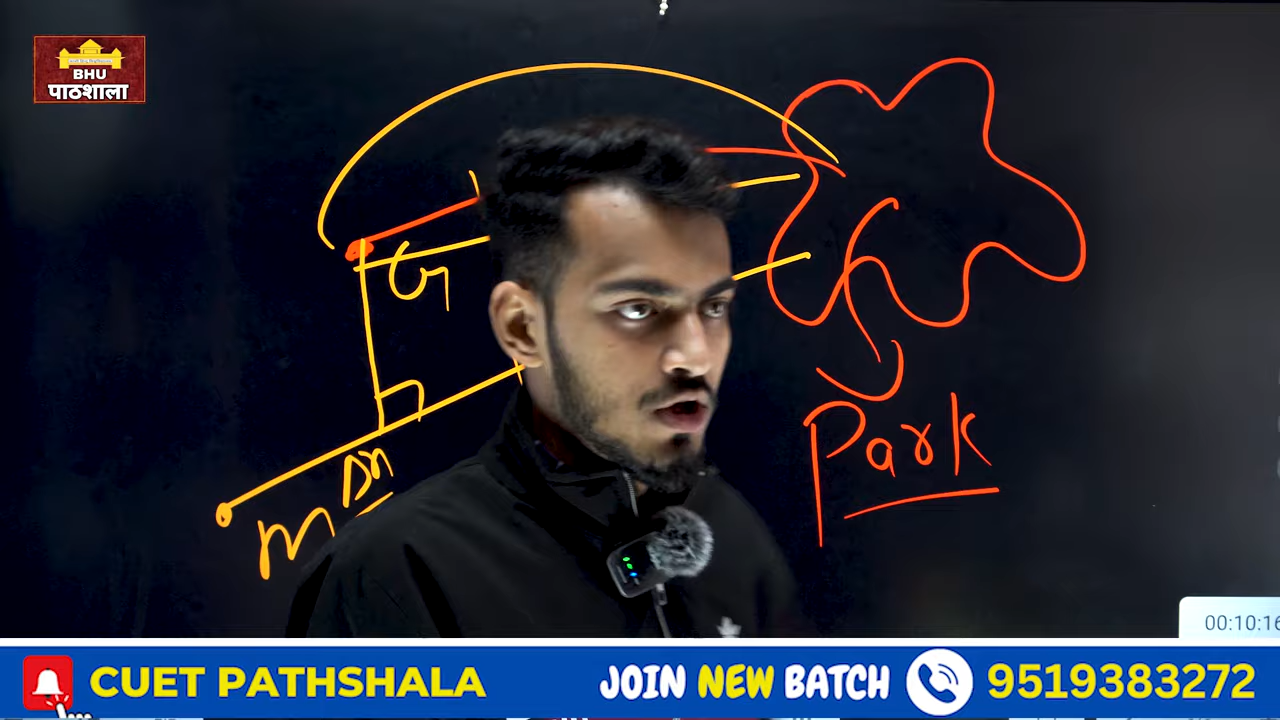 BHU
पाठशाला
Park
00:10:16
CUET PATHSHALA
JOIN NEW BATCH
9519383272